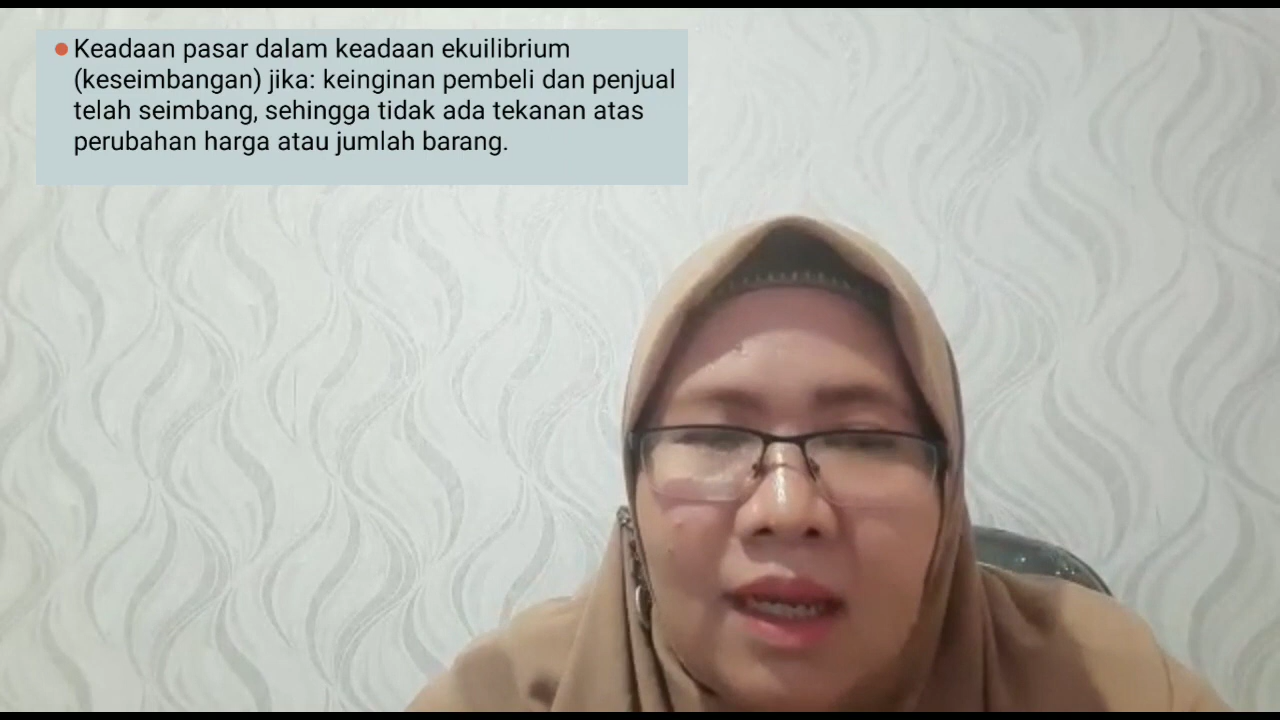 Keadaan pasar dalam keadaan ekuilibrium
(keseimbangan) jika: keinginan pembeli dan penjual
telah seimbang, sehingga tidak ada tekanan atas
perubahan harga atau jumlah barang.